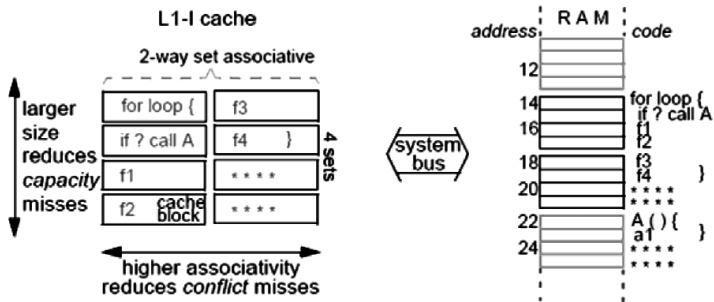 L1-I cache
2-way set associative
larger
size
reduces
capacity
misses
for loop {
f3
if ? call A
f4 }
f1
* * * *
f2 cache block
* * * *
4 sets
higher associativity
reduces conflict misses
system
bus
R A M
address
code
12
14
for loop {
if ? call A
16
f1
f2
18
f3
f4 }
20
* * * *
* * * *
22
A ( ) {
a1 }
24
* * * *
* * * *